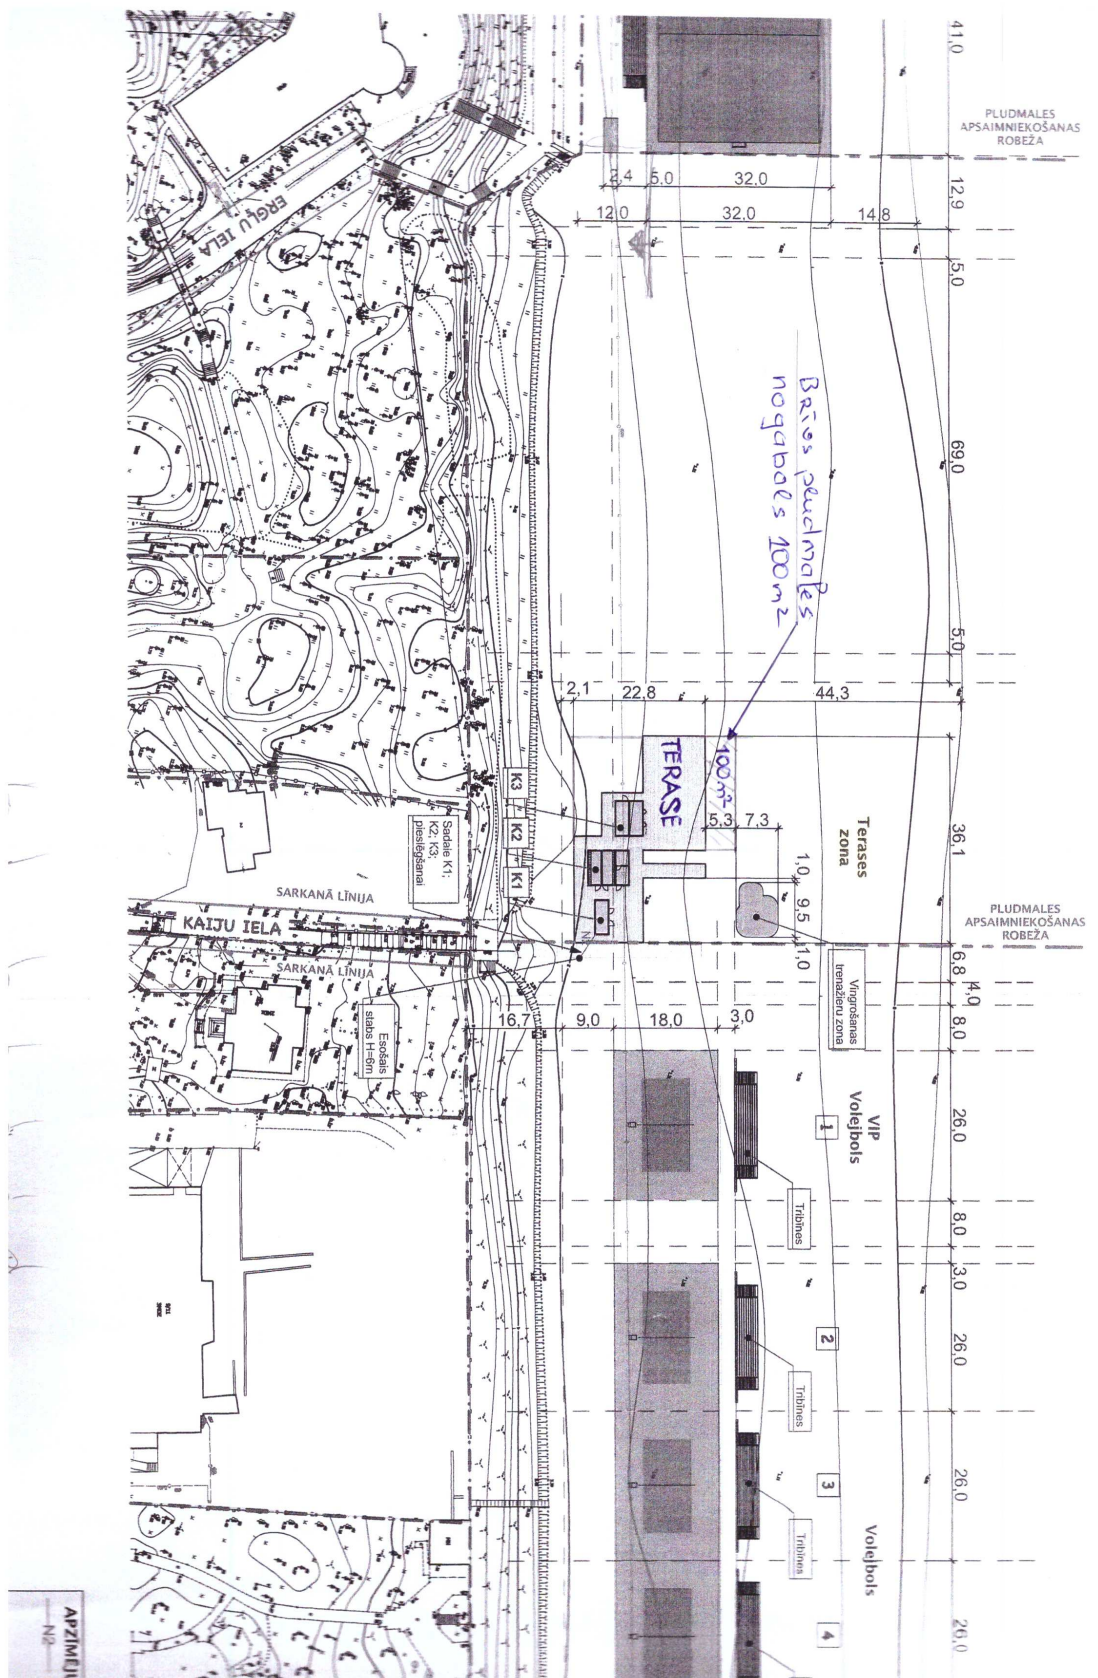 41,0
PLUDMALES
APSAIMNIEKOŠANAS
ROBEŽA
2,4
5,0
32,0
12,9
12,0
32,0
14,8
ERGĻU IELA
5,0
Brīvs pludmales
nogabals 100m2
69,0
5,0
2,1
22,8
44,3
TERASE
100m2
K3
5,3
7,3
Terases
zona
36,1
K2
Sadale K1;
K2; K3;
pieslēgšanai
K1
1,0
9,5
SARKANĀ LĪNIJA
PLUDMALES
APSAIMNIEKOŠANAS
ROBEŽA
KAIJU IELA
1,0
6,8
SARKANĀ LĪNIJA
4,0
Vingrošanas
trenažieru zona
16,7
9,0
18,0
3,0
8,0
Esošais
stabs H=6m
VIP
Volejbols
1
26,0
Tribīnes
8,0
3,0
2
26,0
Tribīnes
3
26,0
Tribīnes
Volejbols
4
26,0
N2